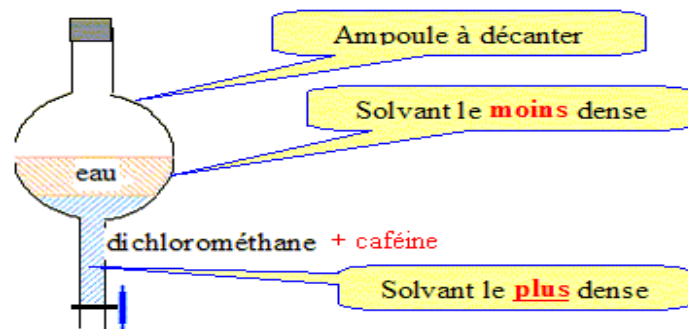 Ampoule à décanter
Solvant le moins dense
eau
dichlorométhane + caféine
Solvant le plus dense